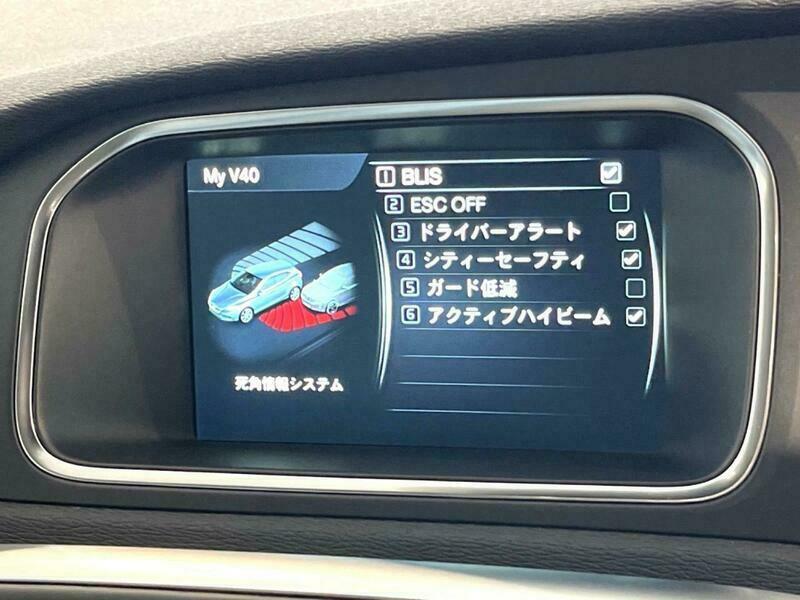 My V40
1 BLIS
2 ESC OFF
3 ドライバーアラート
4 シティーセーフティ
5 ガード低減
6 アクティブハイビーム
死角情報システム